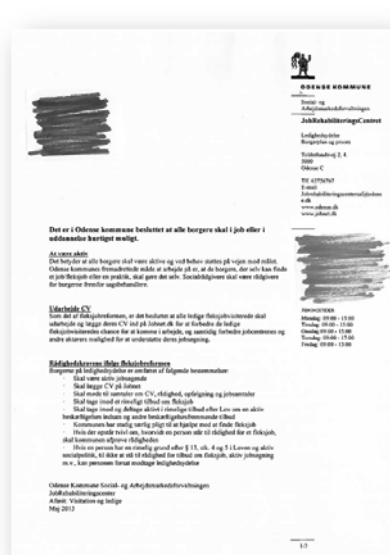 ODENSE KOMMUNE
Social- og
Arbejdsmarkedsforvaltningen
JobRehabiliteringsCentret
Ledighedsydelse
Borgerplan og proces
5000
Odense C
E-mail
www.odense.dk
www.jobnet.dk
Det er i Odense kommune besluttet at alle borgere skal i job eller i
uddannelse hurtigst muligt.
At være aktiv
Det betyder at alle borgere skal være aktive og ved behov støttes på vejen mod målet.
Odense kommunes fremadrettede måde at arbejde på er, at de borgere, der selv kan finde
et job/fleksjob eller en praktik, skal gøre det selv. Socialrådgivere skal være rådgivere
for borgerne fremfor sagsbehandlere.
Udarbejde CV
Som del af fleksjobreformen, er det besluttet at alle ledige fleksjobvisiterede skal
udarbejde og lægge deres CV ind på Jobnet.dk for at forbedre de ledige
fleksjobvisiteredes chance for at komme i arbejde, og samtidig forbedre jobcentrenes og
andre aktørers mulighed for at understøtte deres jobsøgning.
Rådighedskravene ifølge fleksjobreformen
Borgerne på ledighedsydelse er omfattet af følgende bestemmelser:
· Skal være aktiv jobsøgende
· Skal lægge CV på Jobnet
· Skal møde til samtaler om CV, rådighed, opfølgning og jobsamtaler
· Skal tage imod et rimeligt tilbud om fleksjob
· Skal tage imod og deltage aktivt i rimelige tilbud efter Lov om en aktiv
beskæftigelsesindsats og andre beskæftigelsesfremmende tilbud
· Kommunen har stadig særlig pligt til at hjælpe med at finde fleksjob
· Hvis der opstår tvivl om, hvorvidt en person står til rådighed for et fleksjob,
skal kommunen afprøve rådigheden
· Hvis en person har en rimelig grund efter § 13, stk. 4 og 5 i Loven og aktiv
socialpolitik, til ikke at stå til rådighed for tilbud om fleksjob, aktiv jobsøgning
m.v., kan personen forsat modtage ledighedsydelse
Odense Kommune Social- og Arbejdsmarkedsforvaltningen
JobRehabiliteringscenter
Afsnit: Visitation og ledige
Maj 2013
Mandag: 09:00 - 15:00
Tirsdag: 09:00 - 15:00
Onsdag: 09:00 - 15:00
Torsdag: 09:00 - 17:00
Fredag: 09:00 - 13:00
1/3